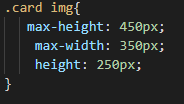 .card img{
    max-height: 450px;
     max-width: 350px;
     height: 250px;
}